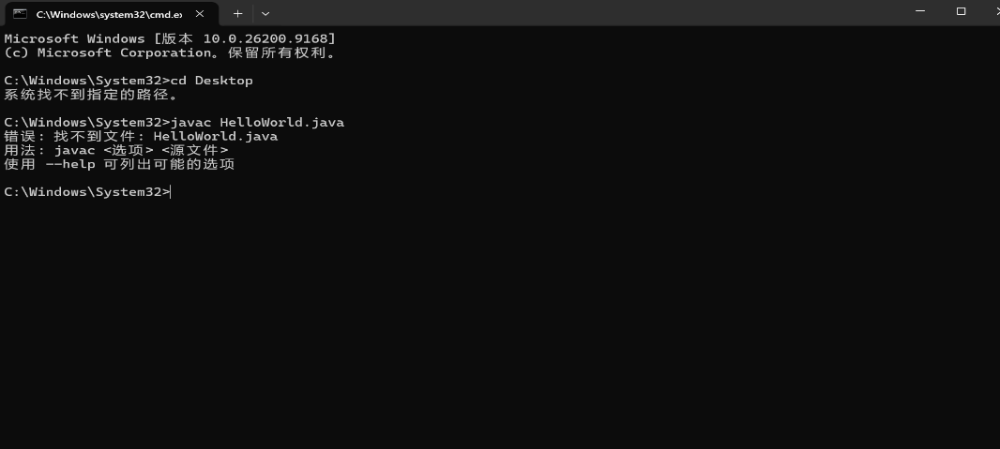 C:\Windows\system32\cmd.ex
Microsoft Windows [版本 10.0.26200.9168]
(c) Microsoft Corporation。保留所有权利。
C:\Windows\System32>cd Desktop
系统找不到指定的路径。
C:\Windows\System32>javac HelloWorld.java
错误: 找不到文件: HelloWorld.java
用法: javac <选项> <源文件>
使用 --help 可列出可能的选项
C:\Windows\System32>